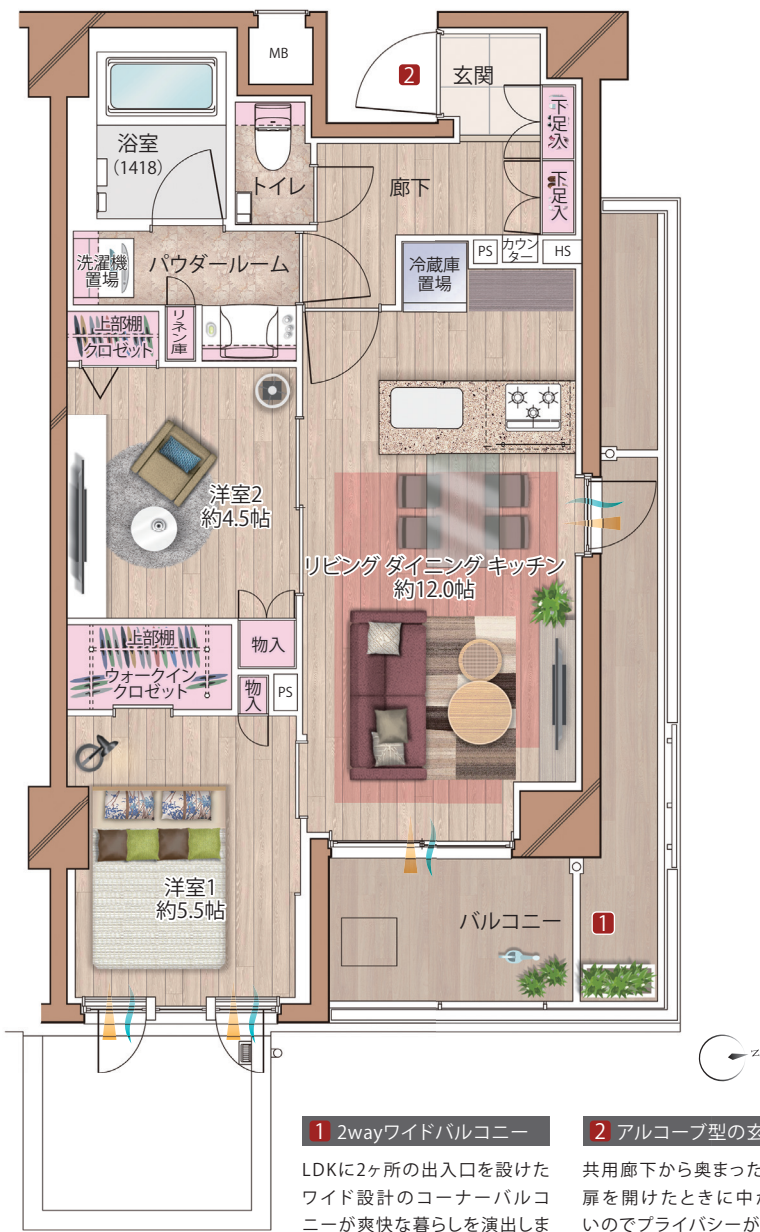 MB
2
玄関
浴室
(1418)
トイレ
廊下
下足入
下足入
洗濯機
置場
パウダールーム
冷蔵庫
置場
PS
カウン
ター
HS
上部棚
クロゼット
リネン庫
洋室2
約4.5帖
リビング ダイニング キッチン
約12.0帖
上部棚
ウォークイン
クロゼット
物入
物入
PS
洋室1
約5.5帖
バルコニー
1
N
1 2wayワイドバルコニー
LDKに2ヶ所の出入口を設けた
ワイド設計のコーナーバルコ
ニーが爽快な暮らしを演出しま
2 アルコーブ型の玄
共用廊下から奥まった
扉を開けたときに中が
いのでプライバシーが